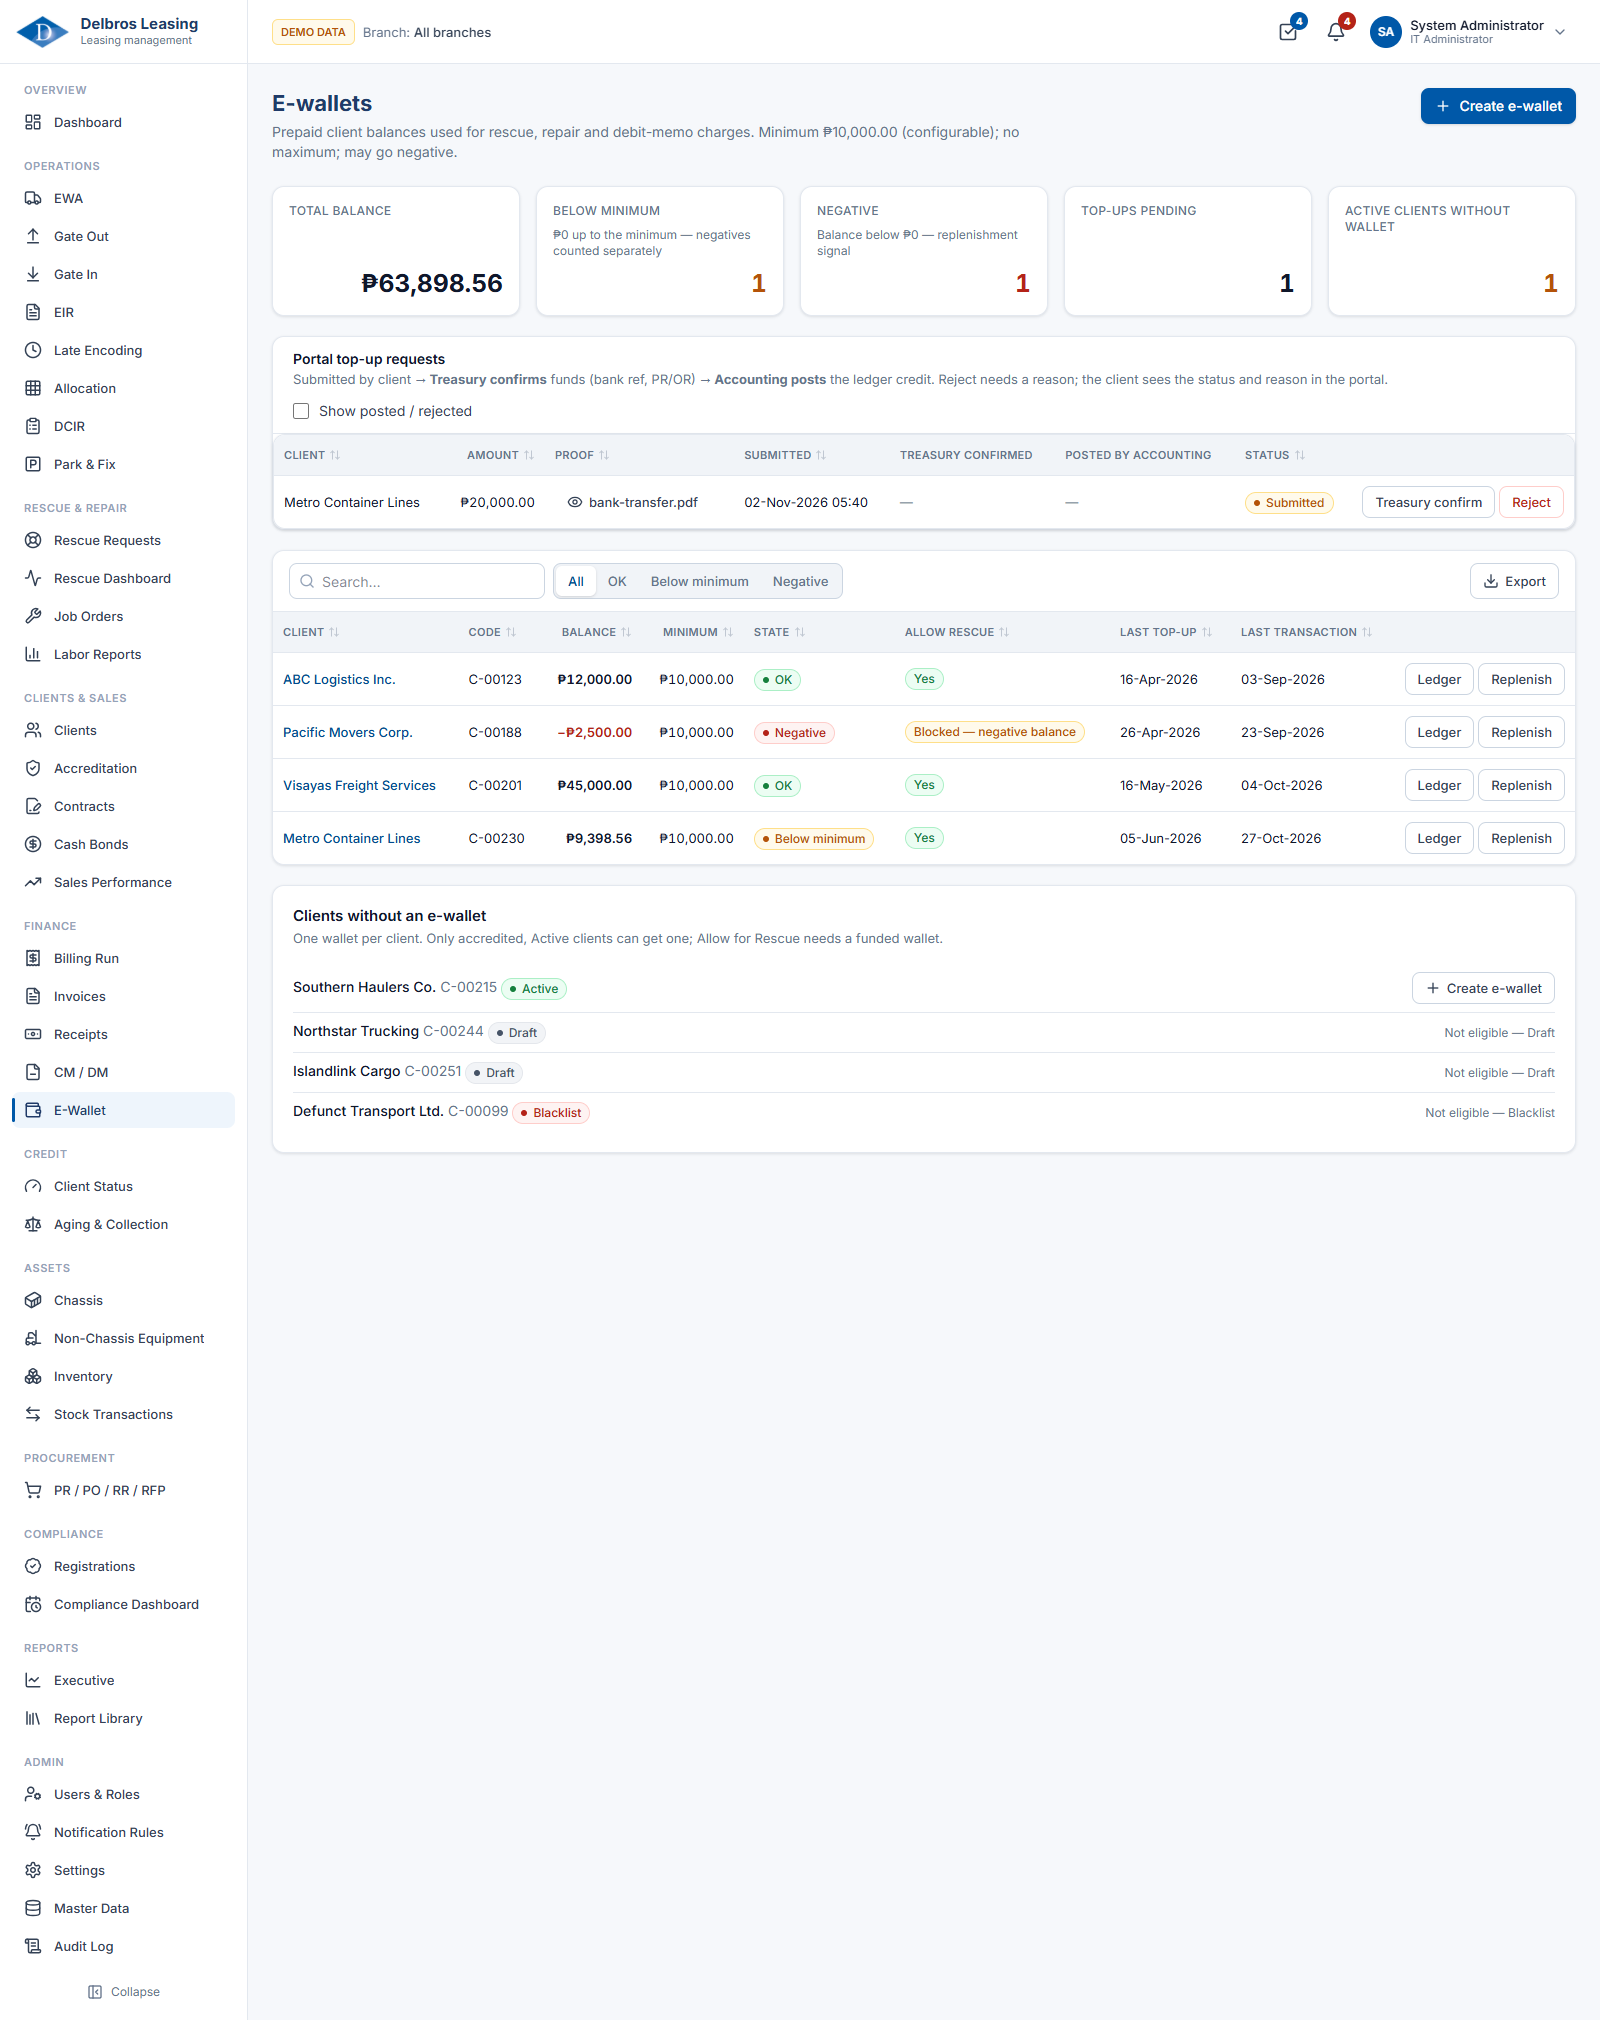 Delbros Leasing
Leasing management
DEMO DATA Branch: All branches
4
4
SA
System Administrator
IT Administrator
OVERVIEW
Dashboard
OPERATIONS
EWA
Gate Out
Gate In
EIR
Late Encoding
Allocation
DCIR
Park & Fix
RESCUE & REPAIR
Rescue Requests
Rescue Dashboard
Job Orders
Labor Reports
CLIENTS & SALES
Clients
Accreditation
Contracts
Cash Bonds
Sales Performance
FINANCE
Billing Run
Invoices
Receipts
CM / DM
E-Wallet
CREDIT
Client Status
Aging & Collection
ASSETS
Chassis
Non-Chassis Equipment
Inventory
Stock Transactions
PROCUREMENT
PR / PO / RR / RFP
COMPLIANCE
Registrations
Compliance Dashboard
REPORTS
Executive
Report Library
ADMIN
Users & Roles
Notification Rules
Settings
Master Data
Audit Log
Collapse
E-wallets
Create e-wallet
Prepaid client balances used for rescue, repair and debit-memo charges. Minimum ₱10,000.00 (configurable); no
maximum; may go negative.
TOTAL BALANCE
₱63,898.56
BELOW MINIMUM
₱0 up to the minimum — negatives
counted separately
1
NEGATIVE
Balance below ₱0 — replenishment
signal
1
TOP-UPS PENDING
1
ACTIVE CLIENTS WITHOUT
WALLET
1
Portal top-up requests
Submitted by client → Treasury confirms funds (bank ref, PR/OR) → Accounting posts the ledger credit. Reject needs a reason; the client sees the status and reason in the portal.
Show posted / rejected
CLIENT AMOUNT PROOF SUBMITTED TREASURY CONFIRMED POSTED BY ACCOUNTING STATUS
Metro Container Lines ₱20,000.00 bank-transfer.pdf 02-Nov-2026 05:40 — — Submitted Treasury confirm Reject
Search... All OK Below minimum Negative Export
CLIENT CODE BALANCE MINIMUM STATE ALLOW RESCUE LAST TOP-UP LAST TRANSACTION
ABC Logistics Inc. C-00123 ₱12,000.00 ₱10,000.00 OK Yes 16-Apr-2026 03-Sep-2026 Ledger Replenish
Pacific Movers Corp. C-00188 −₱2,500.00 ₱10,000.00 Negative Blocked — negative balance 26-Apr-2026 23-Sep-2026 Ledger Replenish
Visayas Freight Services C-00201 ₱45,000.00 ₱10,000.00 OK Yes 16-May-2026 04-Oct-2026 Ledger Replenish
Metro Container Lines C-00230 ₱9,398.56 ₱10,000.00 Below minimum Yes 05-Jun-2026 27-Oct-2026 Ledger Replenish
Clients without an e-wallet
One wallet per client. Only accredited, Active clients can get one; Allow for Rescue needs a funded wallet.
Southern Haulers Co. C-00215 Active Create e-wallet
Northstar Trucking C-00244 Draft Not eligible — Draft
Islandlink Cargo C-00251 Draft Not eligible — Draft
Defunct Transport Ltd. C-00099 Blacklist Not eligible — Blacklist